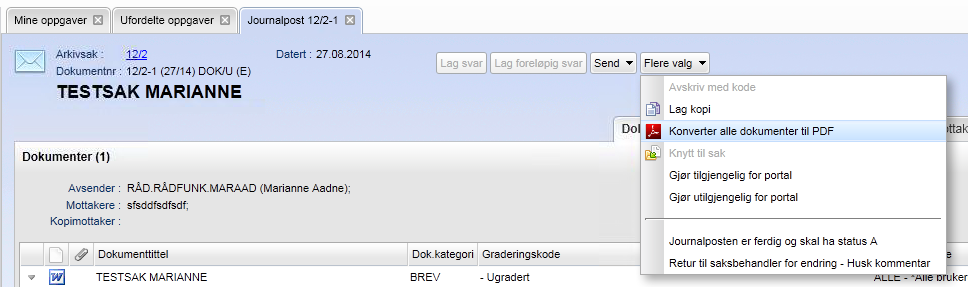 Mine oppgaver
Ufordelte oppgaver
Journalpost 12/2-1
Arkivsak : 12/2
Datert : 27.08.2014
Dokumentnr : 12/2-1 (27/14) DOK/U (E)
TESTSAK MARIANNE
Lag svar
Lag foreløpig svar
Send
Flere valg
Avskriv med kode
Lag kopi
Konverter alle dokumenter til PDF
Knytt til sak
Gjør tilgjengelig for portal
Gjør utilgjengelig for portal
Journalposten er ferdig og skal ha status A
Retur til saksbehandler for endring - Husk kommentar
Dokumenter (1)
Avsender : RÅD.RÅDFUNK.MARAAD (Marianne Aadne);
Mottakere : sfsddfsdfsdf;
Kopimottaker :
Dokumenttittel
Dok.kategori
Graderingskode
TESTSAK MARIANNE
BREV
- Ugradert
ALLE - *Alle bruker